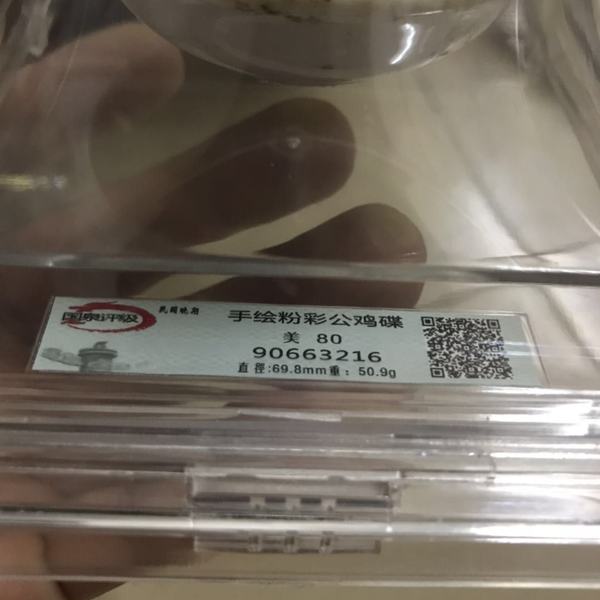 国泉评级
民国晚期
手绘粉彩公鸡碟
美 80
90663216
直徑:69.8mm重：50.9g